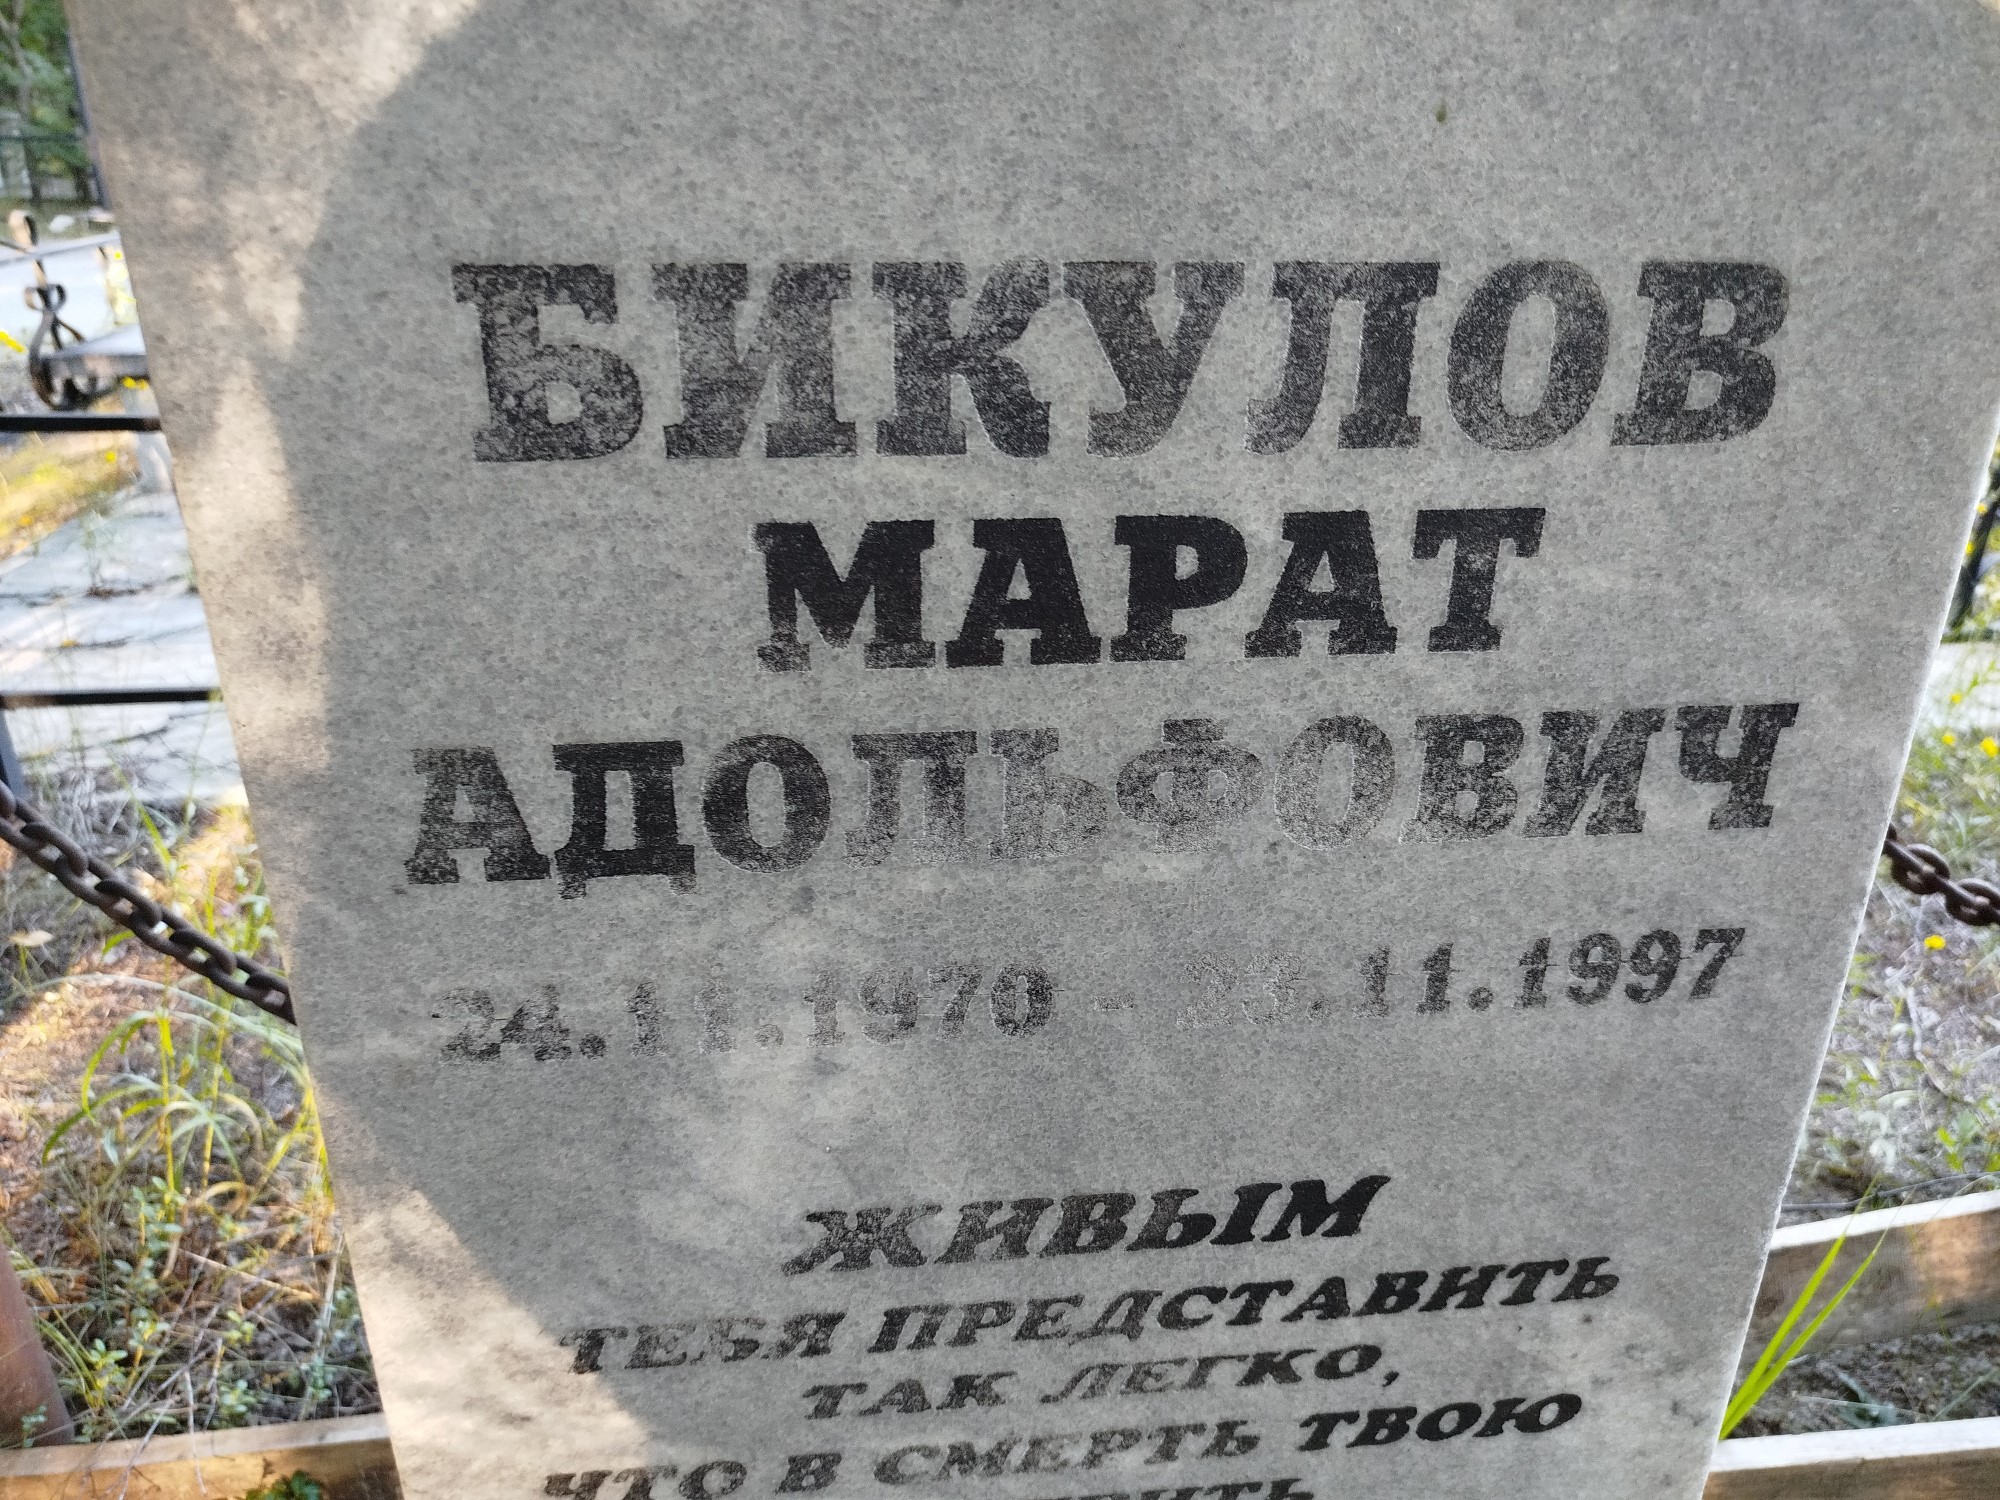 БИКУЛОВ
МАРАТ
АДОЛЬФОВИЧ
24.11.1970 - 23.11.1997
ЖИВЫМ
ТЕБЯ ПРЕДСТАВИТЬ
ТАК ЛЕГКО,
ЧТО В СМЕРТЬ ТВОЮ